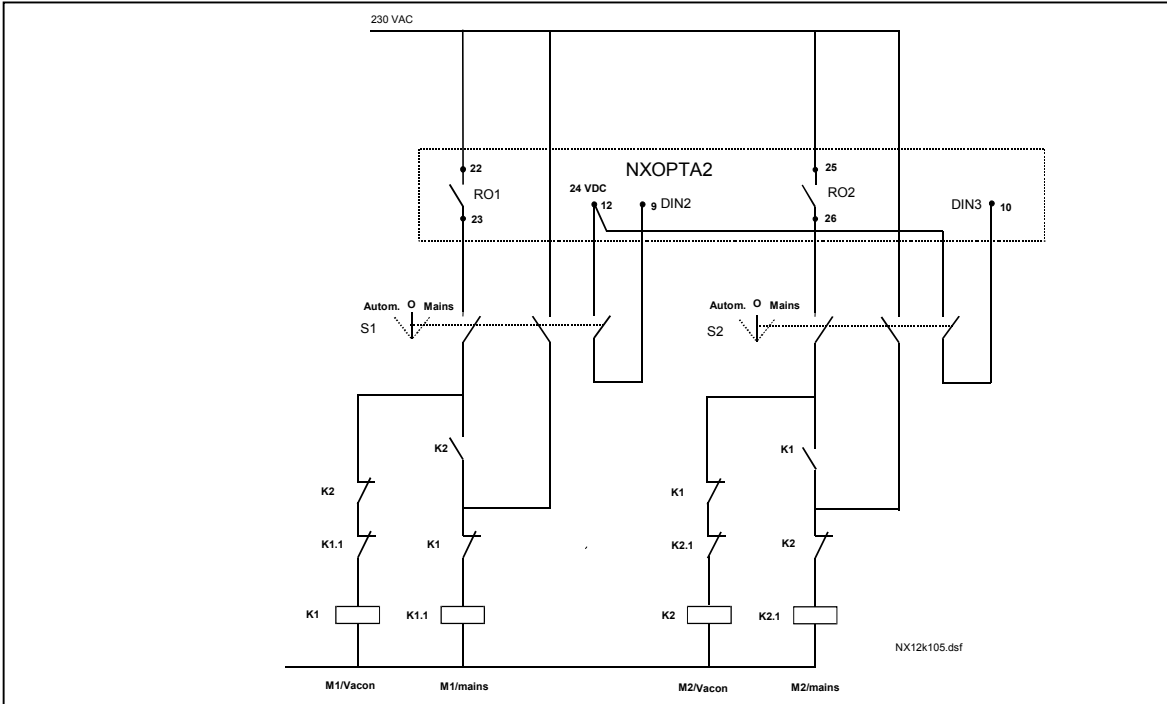 230 VAC
22
NXOPTA2
25
RO1
24 VDC
12
9 DIN2
RO2
DIN3
10
23
26
Autom. O Mains
S1
Autom. O Mains
S2
K2
K1
K2
K1
K1.1
K1
K2.1
K2
K1
K1.1
K2
K2.1
NX12k105.dsf
M1/Vacon
M1/mains
M2/Vacon
M2/mains